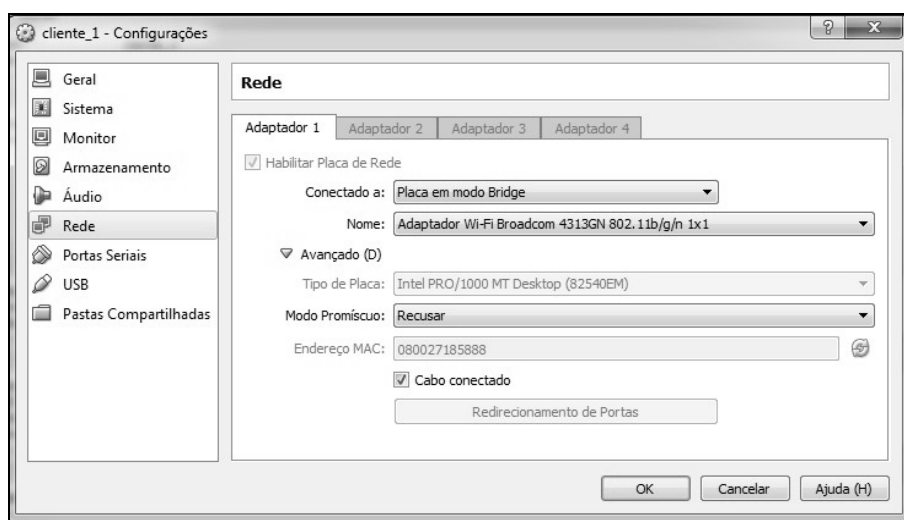 cliente_1 - Configurações
?
X
Geral
Sistema
Monitor
Armazenamento
Áudio
Rede
Portas Seriais
USB
Pastas Compartilhadas
Rede
Adaptador 1 Adaptador 2 Adaptador 3 Adaptador 4
Habilitar Placa de Rede
Conectado a: Placa em modo Bridge
Nome: Adaptador Wi-Fi Broadcom 4313GN 802.11b/g/n 1x1
Avançado (D)
Tipo de Placa: Intel PRO/1000 MT Desktop (82540EM)
Modo Promíscuo: Recusar
Endereço MAC: 080027185888
Cabo conectado
Redirecionamento de Portas
OK Cancelar Ajuda (H)